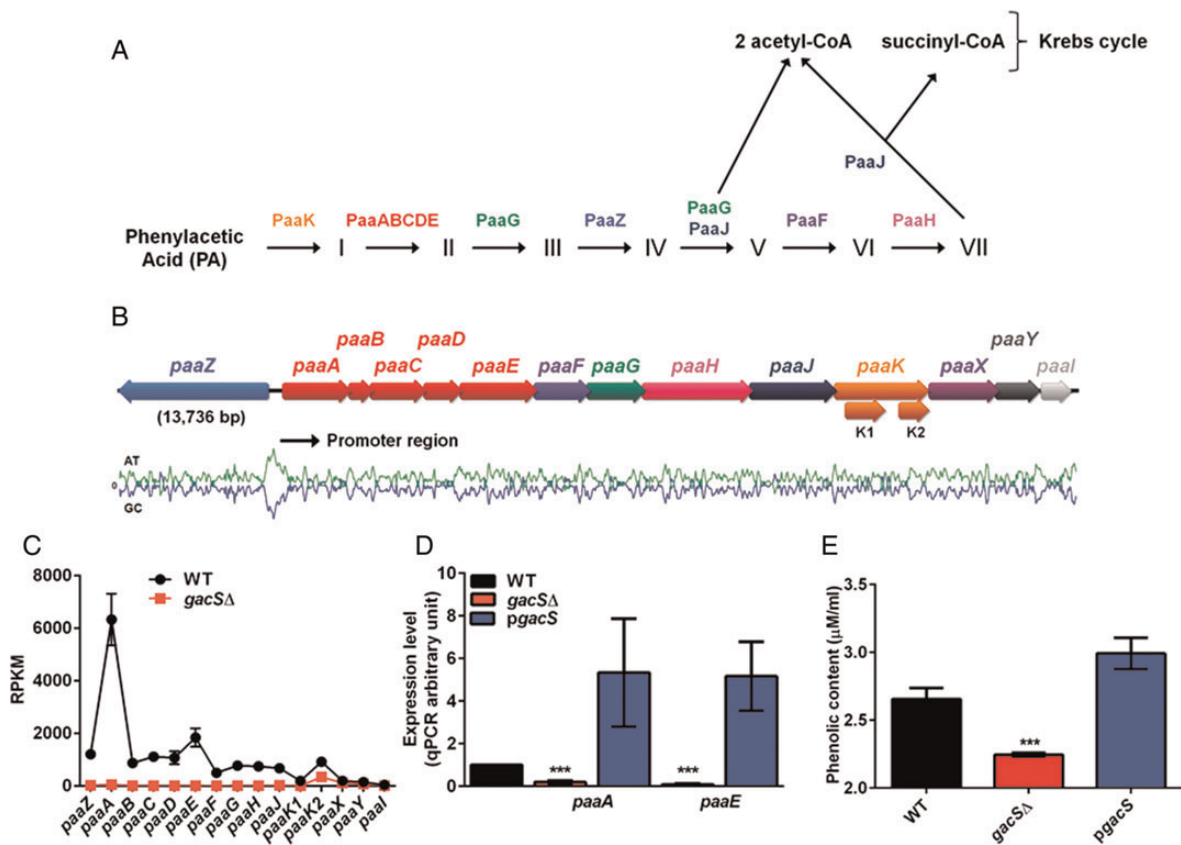 A
2 acetyl-CoA succinyl-CoA Krebs cycle
PaaJ
PaaK PaaABCDE PaaG PaaZ PaaG PaaJ PaaF PaaH
Phenylacetic Acid (PA) I II III IV V VI VII
B
paaB paaD paaY
paaZ paaA paaC paaE paaF paaG paaH paaJ paaK paaX paaI
(13,736 bp) K1 K2
Promoter region
AT
0
GC
C
8000
6000
4000
2000
0
RPKM
WT
gacSΔ
paaZ paaA paaB paaC paaD paaE paaF paaG paaH paaJ paaK1 paaK2 paaX paaY paaI
D
Expression level
(qPCR arbitrary unit)
10
8
6
4
2
0
WT
gacSΔ
pgacS
*** ***
paaA paaE
E
Phenolic content (μM/ml)
3.5
3.0
2.5
2.0
***
WT gacSΔ pgacS